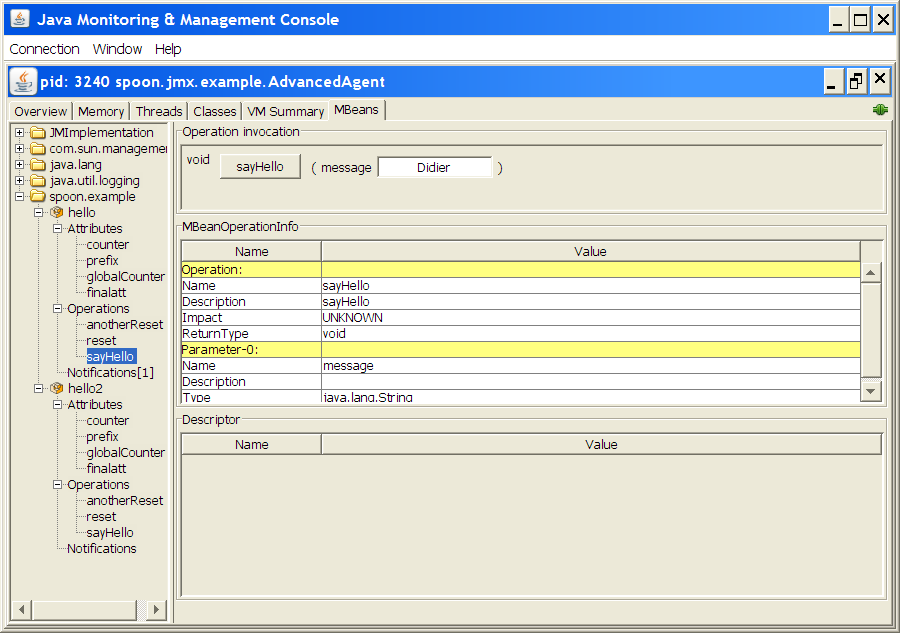 Java Monitoring & Management Console
Connection Window Help
pid: 3240 spoon.jmx.example.AdvancedAgent
Overview Memory Threads Classes VM Summary MBeans
JMImplementation
com.sun.managemen
java.lang
java.util.logging
spoon.example
hello
Attributes
counter
prefix
globalCounter
finalatt
Operations
anotherReset
reset
sayHello
Notifications[1]
hello2
Attributes
counter
prefix
globalCounter
finalatt
Operations
anotherReset
reset
sayHello
Notifications
Operation invocation
void sayHello ( message Didier )
MBeanOperationInfo
Name Value
Operation:
Name sayHello
Description sayHello
Impact UNKNOWN
ReturnType void
Parameter-0:
Name message
Description
Type java.lang.String
Descriptor
Name Value